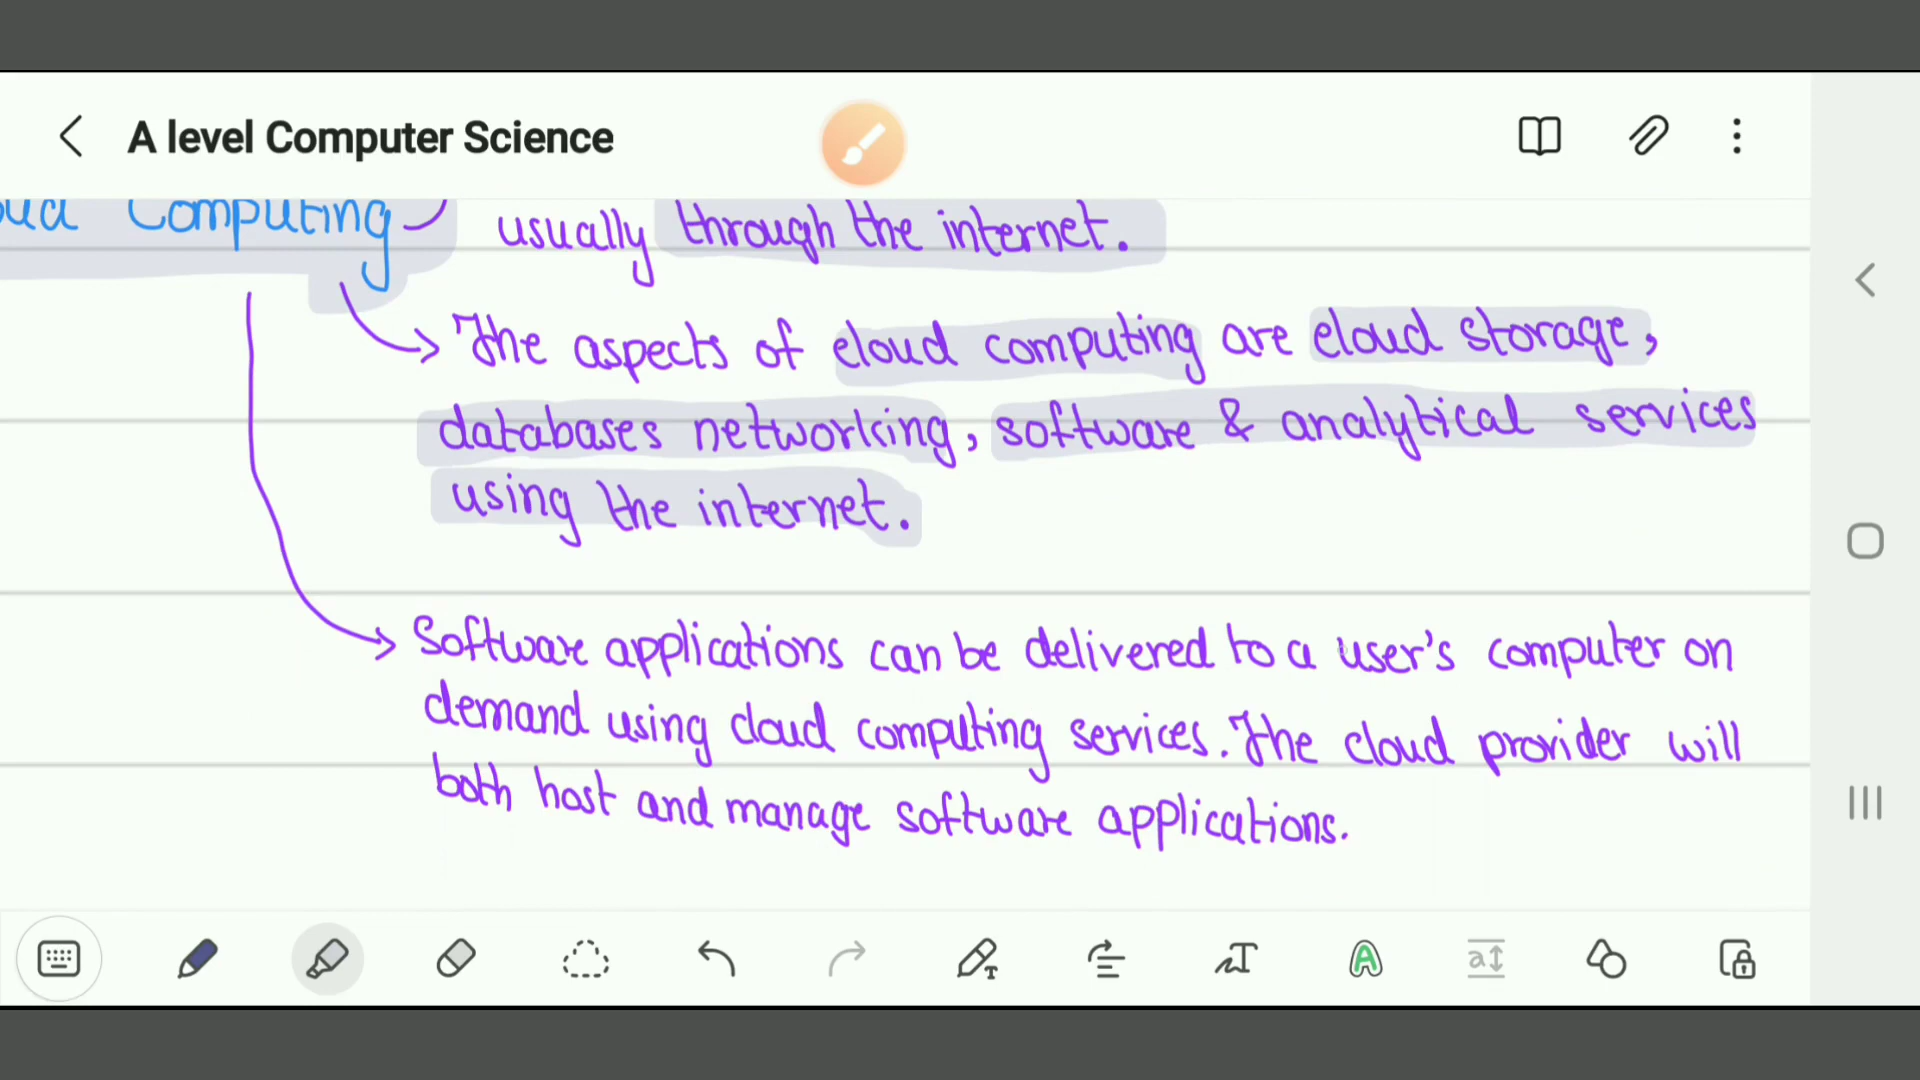 A level Computer Science
Computing
usually through the internet.
The aspects of cloud computing are cloud storage,
databases networking, software & analytical services
using the internet.
Software applications can be delivered to a user's computer on
demand using cloud computing services. The cloud provider will
both host and manage software applications.